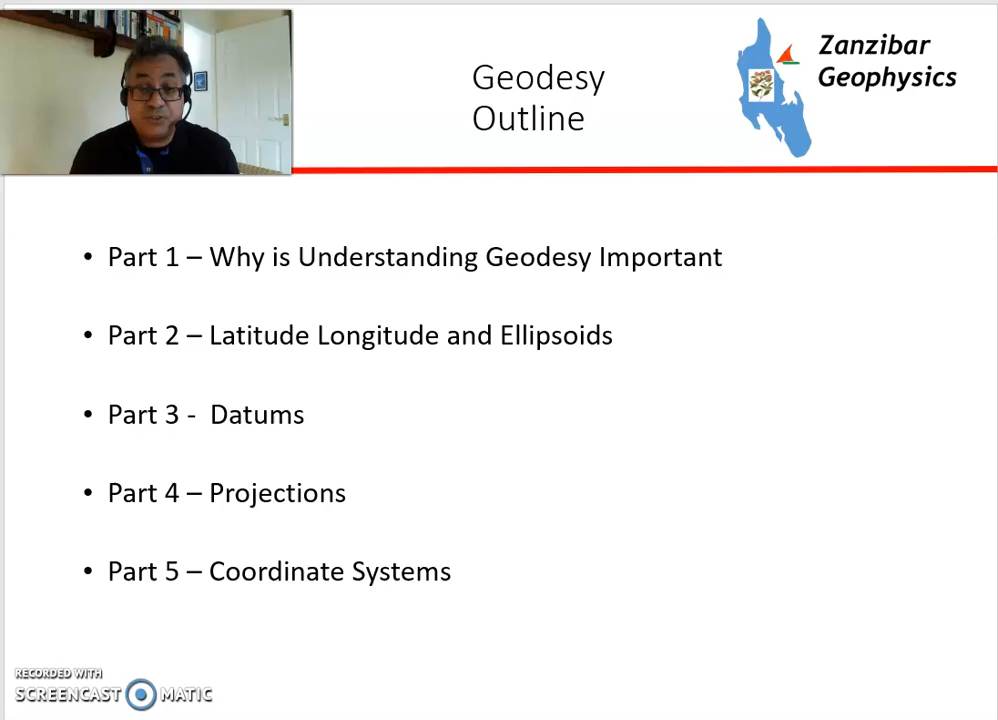 Geodesy
Outline
Zanzibar
Geophysics
• Part 1 – Why is Understanding Geodesy Important
• Part 2 – Latitude Longitude and Ellipsoids
• Part 3 -  Datums
• Part 4 – Projections
• Part 5 – Coordinate Systems
RECORDED WITH
SCREENCAST MATIC